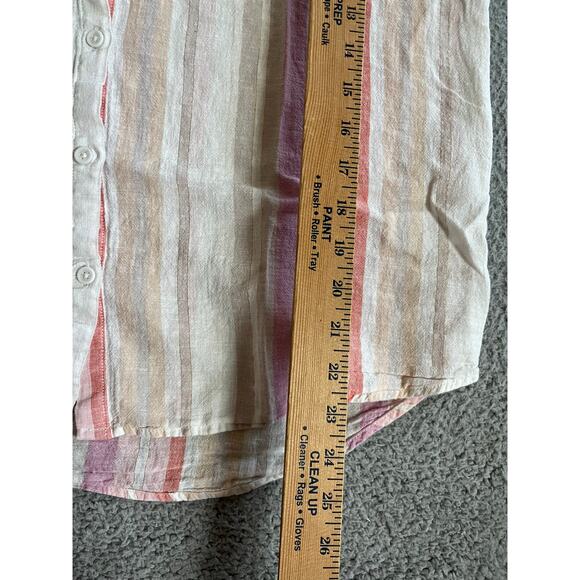 PREP
• Caulk
PAINT
• Brush • Roller • Tray
CLEAN UP
• Cleaner • Rags • Gloves
13
14
15
16
17
18
19
20
21
22
23
24
25
26